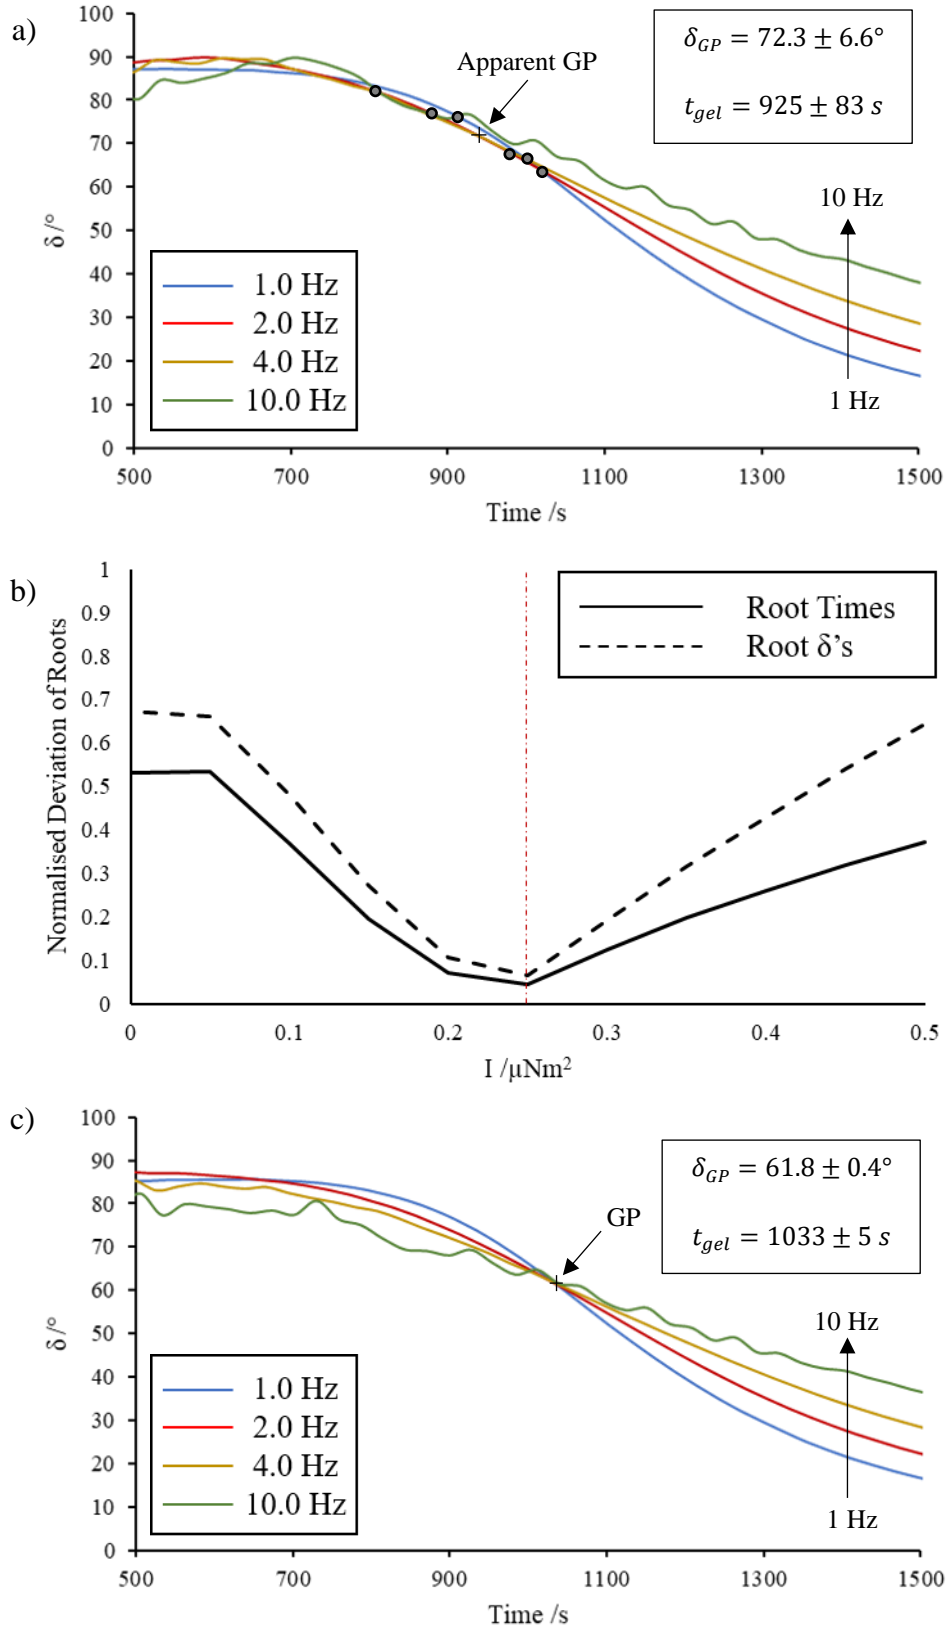 a)
100
90
80
70
60
50
40
30
20
10
0
δ /°
Apparent GP
δGP = 72.3 ± 6.6°
tgel = 925 ± 83 s
10 Hz
1 Hz
1.0 Hz
2.0 Hz
4.0 Hz
10.0 Hz
500 700 900 1100 1300 1500
Time /s
b)
1
0.9
0.8
0.7
0.6
0.5
0.4
0.3
0.2
0.1
0
Normalised Deviation of Roots
Root Times
Root δ's
0 0.1 0.2 0.3 0.4 0.5
I /μNm²
c)
100
90
80
70
60
50
40
30
20
10
0
δ /°
GP
δGP = 61.8 ± 0.4°
tgel = 1033 ± 5 s
10 Hz
1 Hz
1.0 Hz
2.0 Hz
4.0 Hz
10.0 Hz
500 700 900 1100 1300 1500
Time /s